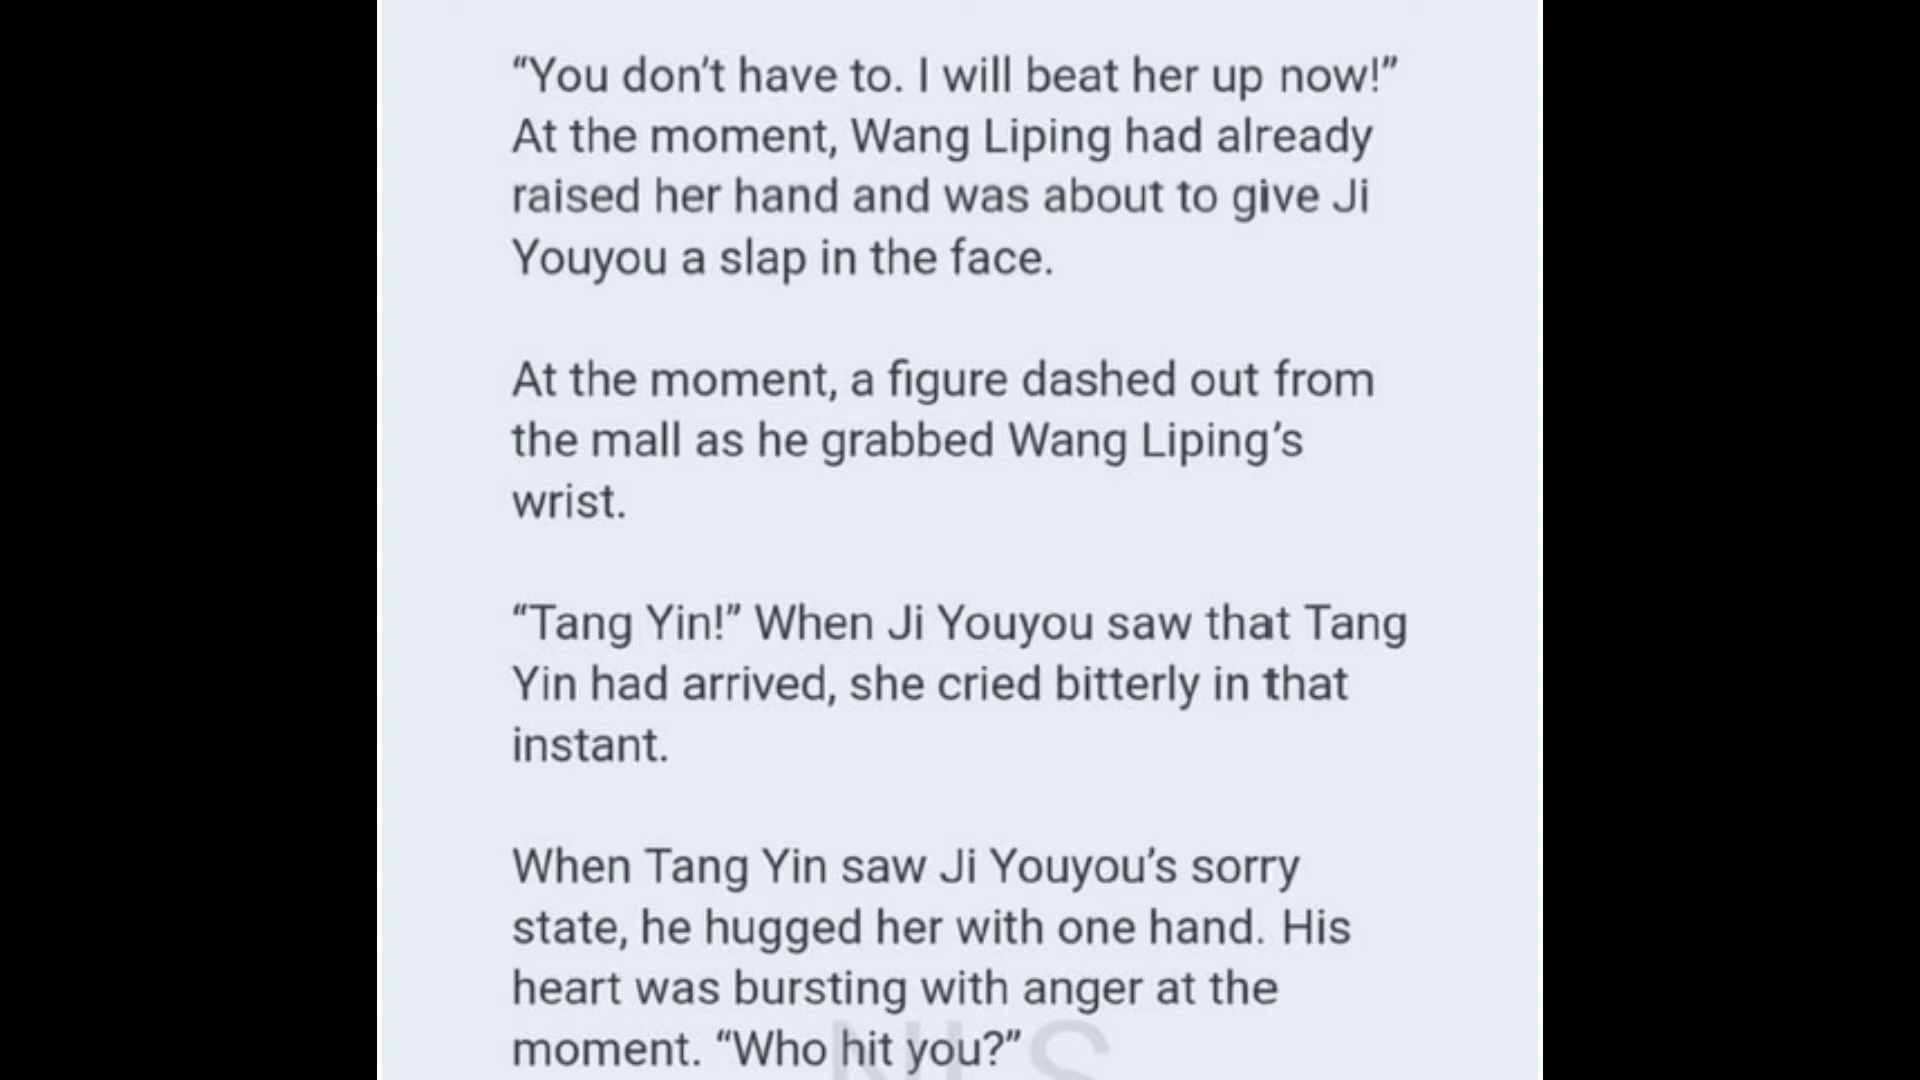 “You don’t have to. I will beat her up now!”
At the moment, Wang Liping had already
raised her hand and was about to give Ji
Youyou a slap in the face.
At the moment, a figure dashed out from
the mall as he grabbed Wang Liping’s
wrist.
“Tang Yin!” When Ji Youyou saw that Tang
Yin had arrived, she cried bitterly in that
instant.
When Tang Yin saw Ji Youyou’s sorry
state, he hugged her with one hand. His
heart was bursting with anger at the
moment. “Who hit you?”